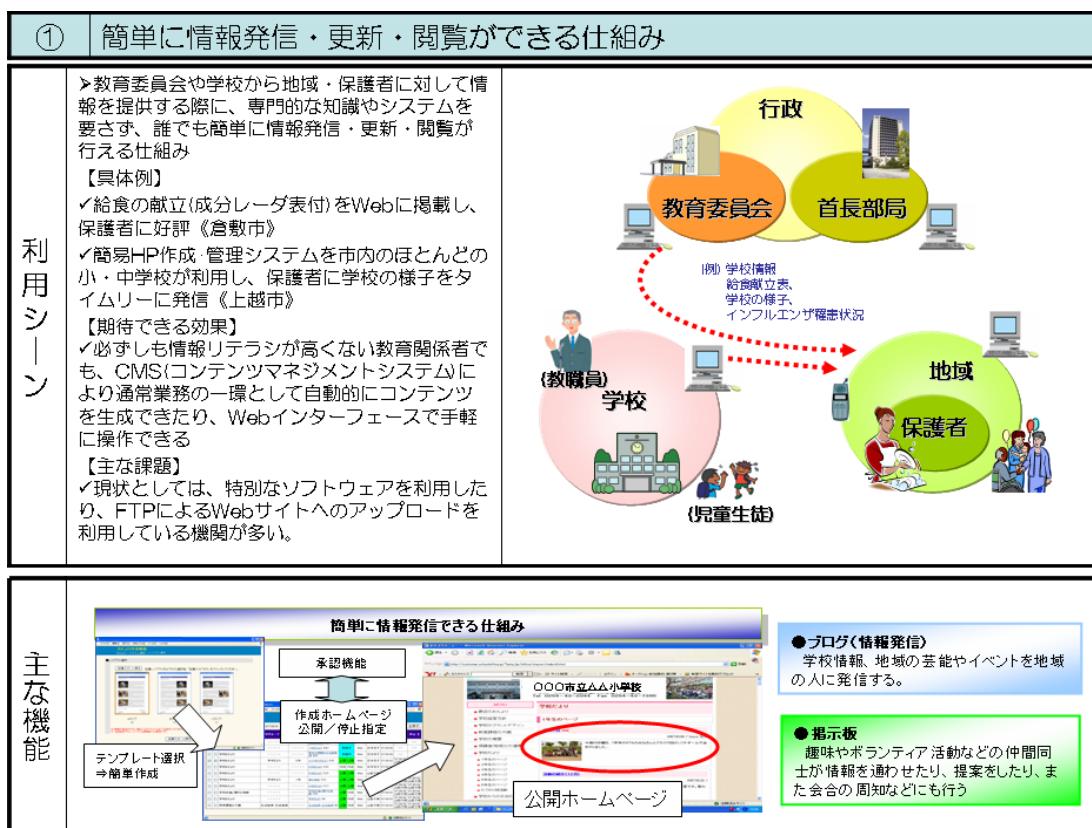 ① 簡単に情報発信・更新・閲覧ができる仕組み
利用シーン
➢教育委員会や学校から地域・保護者に対して情
報を提供する際に、専門的な知識やシステムを
要さず、誰でも簡単に情報発信・更新・閲覧が
行える仕組み
【具体例】
✓給食の献立(成分レーダ表付)をWebに掲載し、
保護者に好評《倉敷市》
✓簡易HP作成・管理システムを市内のほとんどの
小・中学校が利用し、保護者に学校の様子をタ
イムリーに発信《上越市》
【期待できる効果】
✓必ずしも情報リテラシが高くない教育関係者で
も、CMS(コンテンツマネジメントシステム)に
より通常業務の一環として自動的にコンテンツ
を生成できたり、Webインターフェースで手軽
に操作できる
【主な課題】
✓現状としては、特別なソフトウェアを利用した
り、FTPによるWebサイトへのアップロードを
利用している機関が多い。
行政
教育委員会
首長部局
(例) 学校情報
給食献立表、
学校の様子、
インフルエンザ罹患状況
(教職員)
学校
(児童生徒)
地域
保護者
主な機能
簡単に情報発信できる仕組み
承認機能
作成ホームページ
公開/停止指定
テンプレート選択
⇒簡単作成
〇〇〇市立△△小学校
学校だより
公開ホームページ
●ブログ(情報発信)
学校情報、地域の芸能やイベントを地域
の人に発信する。
●掲示板
趣味やボランティア活動などの仲間同
士が情報を通わせたり、提案をしたり、ま
た会合の周知などにも行う